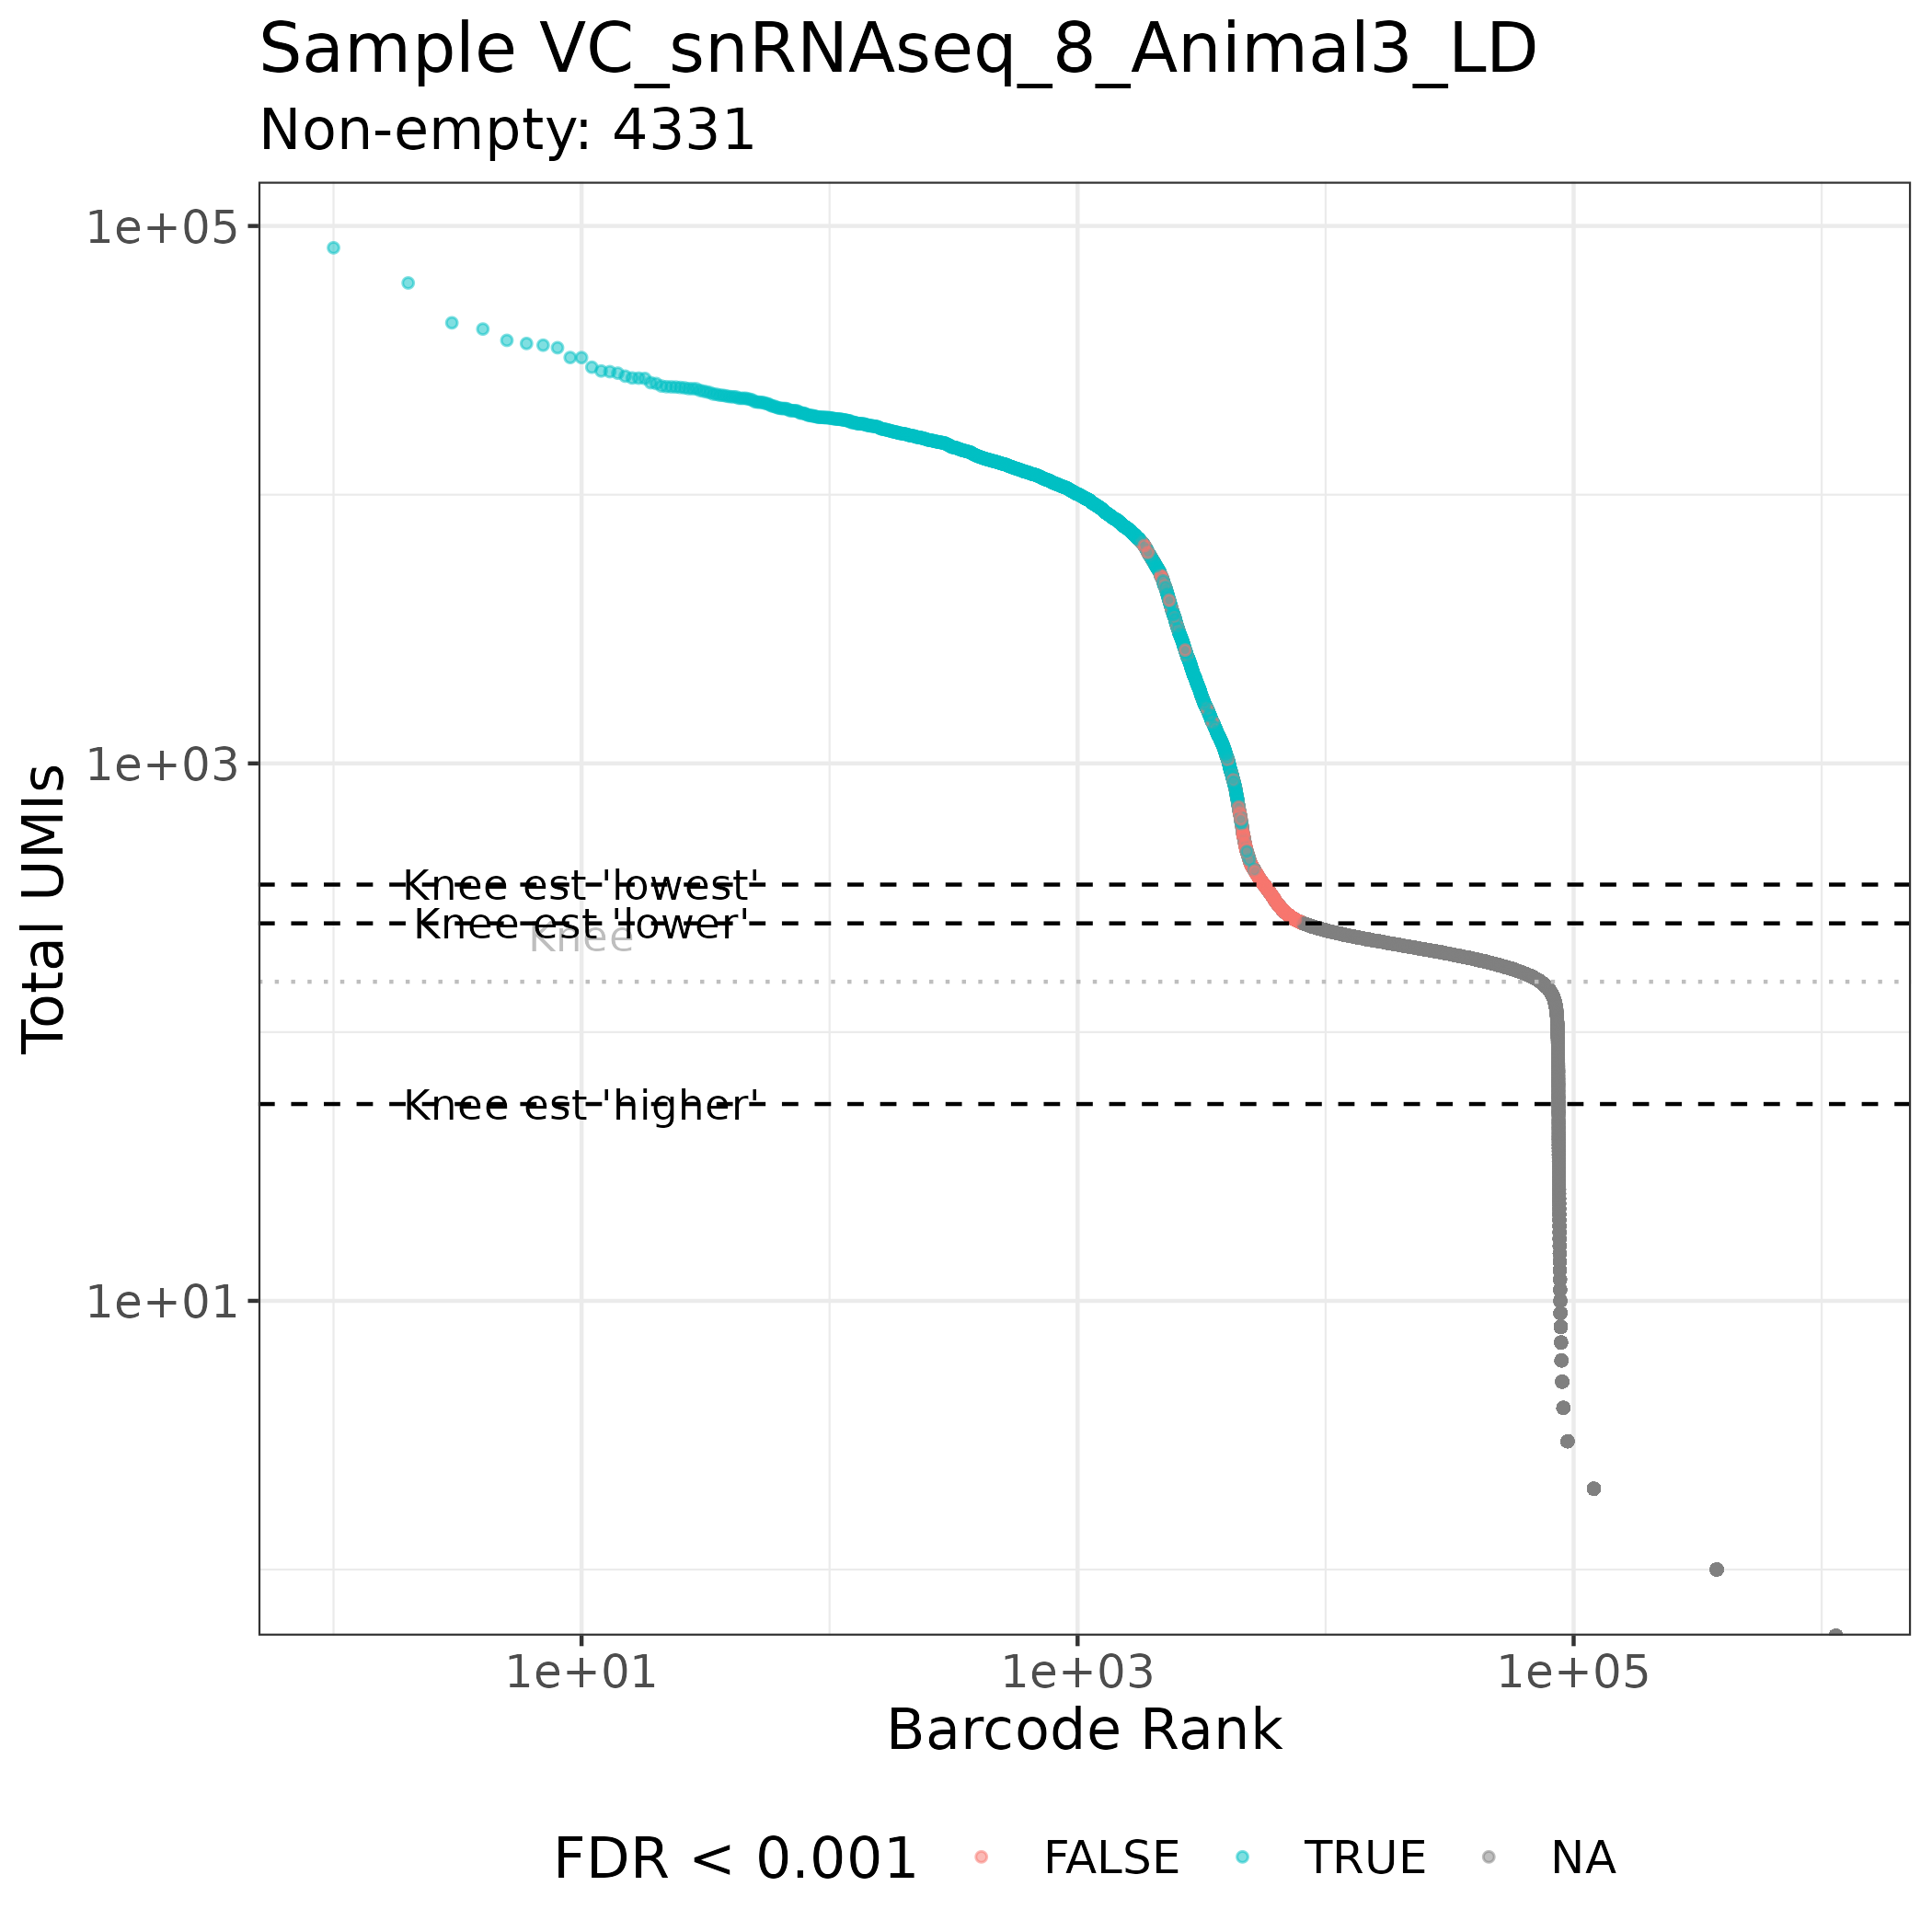 Sample VC_snRNAseq_8_Animal3_LD
Non-empty: 4331
Total UMIs
1e+05
1e+03
1e+01
Knee est 'lowest'
Knee est 'lower'
Knee
Knee est 'higher'
1e+01 1e+03 1e+05
Barcode Rank
FDR < 0.001 FALSE TRUE NA